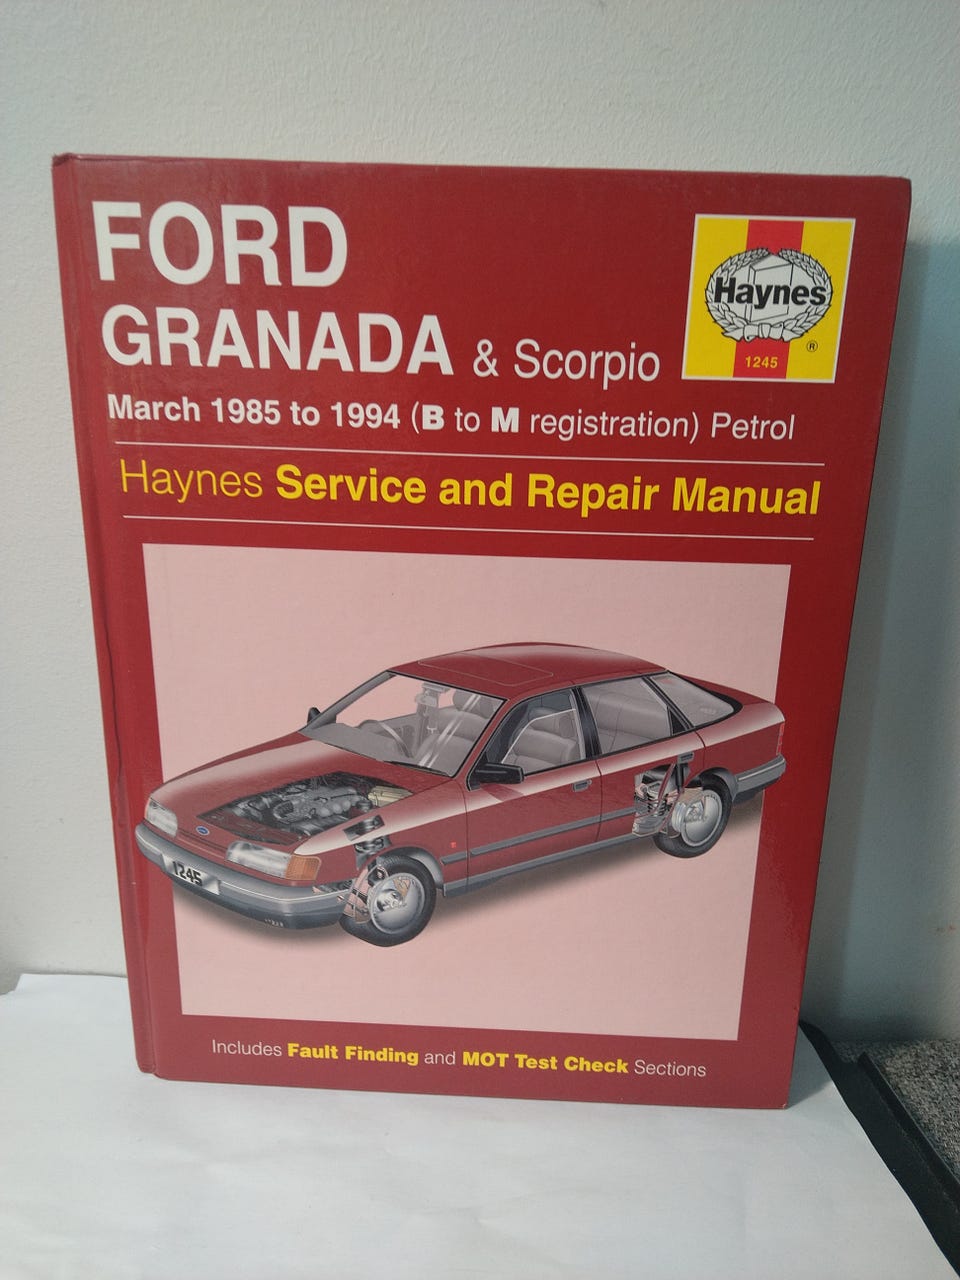 FORD
GRANADA & Scorpio
March 1985 to 1994 (B to M registration) Petrol
Haynes
®
1245
Haynes Service and Repair Manual
1245
Includes Fault Finding and MOT Test Check Sections